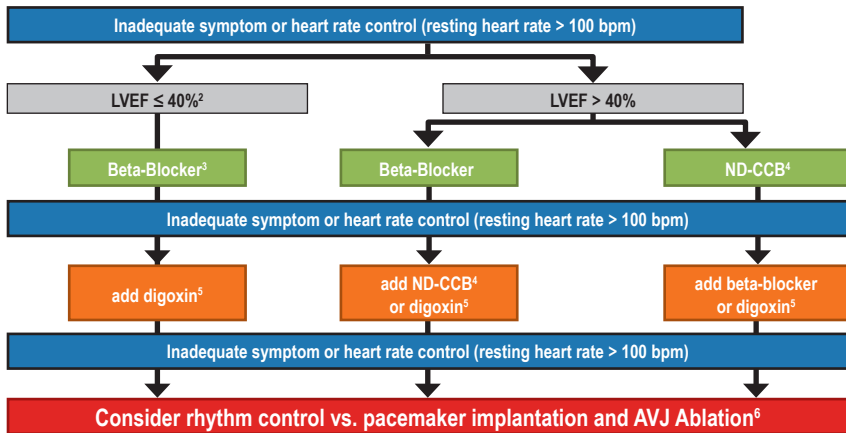 Inadequate symptom or heart rate control (resting heart rate > 100 bpm)
LVEF ≤ 40%²
LVEF > 40%
Beta-Blocker³
Beta-Blocker
ND-CCB⁴
Inadequate symptom or heart rate control (resting heart rate > 100 bpm)
add digoxin⁵
add ND-CCB⁴
or digoxin⁵
add beta-blocker
or digoxin⁵
Inadequate symptom or heart rate control (resting heart rate > 100 bpm)
Consider rhythm control vs. pacemaker implantation and AVJ Ablation⁶